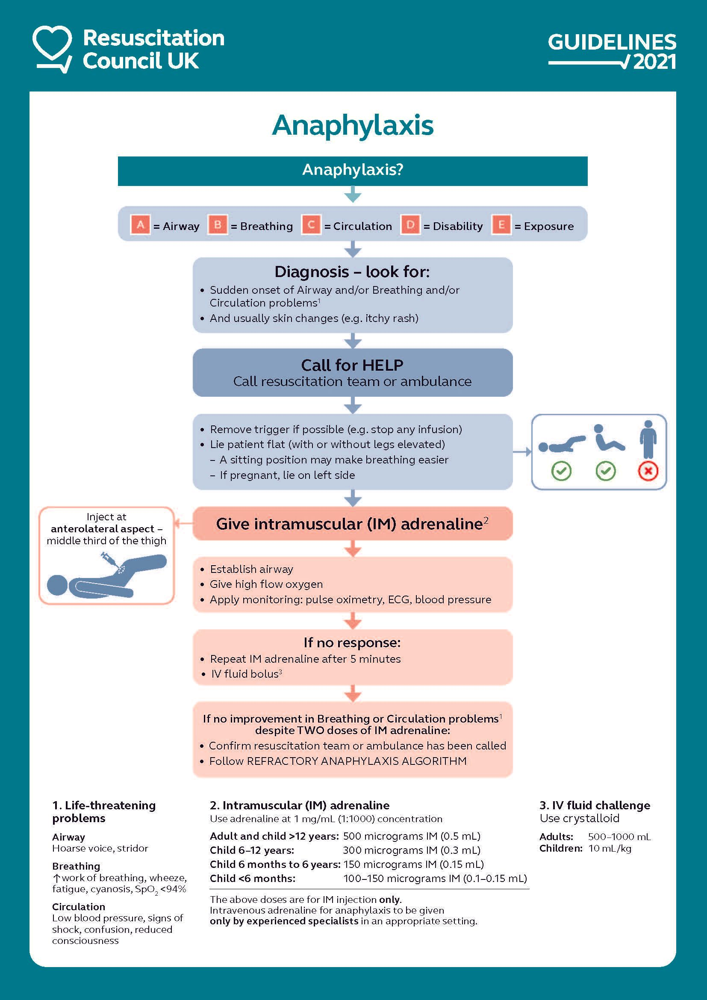 Resuscitation
Council UK
GUIDELINES
2021
Anaphylaxis
Anaphylaxis?
A = Airway B = Breathing C = Circulation D = Disability E = Exposure
Diagnosis – look for:
• Sudden onset of Airway and/or Breathing and/or
Circulation problems¹
• And usually skin changes (e.g. itchy rash)
Call for HELP
Call resuscitation team or ambulance
• Remove trigger if possible (e.g. stop any infusion)
• Lie patient flat (with or without legs elevated)
– A sitting position may make breathing easier
– If pregnant, lie on left side
Inject at
anterolateral aspect –
middle third of the thigh
Give intramuscular (IM) adrenaline²
• Establish airway
• Give high flow oxygen
• Apply monitoring: pulse oximetry, ECG, blood pressure
If no response:
• Repeat IM adrenaline after 5 minutes
• IV fluid bolus³
If no improvement in Breathing or Circulation problems¹
despite TWO doses of IM adrenaline:
• Confirm resuscitation team or ambulance has been called
• Follow REFRACTORY ANAPHYLAXIS ALGORITHM
1. Life-threatening
problems
Airway
Hoarse voice, stridor
Breathing
↑work of breathing, wheeze,
fatigue, cyanosis, SpO₂ <94%
Circulation
Low blood pressure, signs of
shock, confusion, reduced
consciousness
2. Intramuscular (IM) adrenaline
Use adrenaline at 1 mg/mL (1:1000) concentration
Adult and child >12 years: 500 micrograms IM (0.5 mL)
Child 6–12 years: 300 micrograms IM (0.3 mL)
Child 6 months to 6 years: 150 micrograms IM (0.15 mL)
Child <6 months: 100–150 micrograms IM (0.1–0.15 mL)
The above doses are for IM injection only.
Intravenous adrenaline for anaphylaxis to be given
only by experienced specialists in an appropriate setting.
3. IV fluid challenge
Use crystalloid
Adults: 500–1000 mL
Children: 10 mL/kg